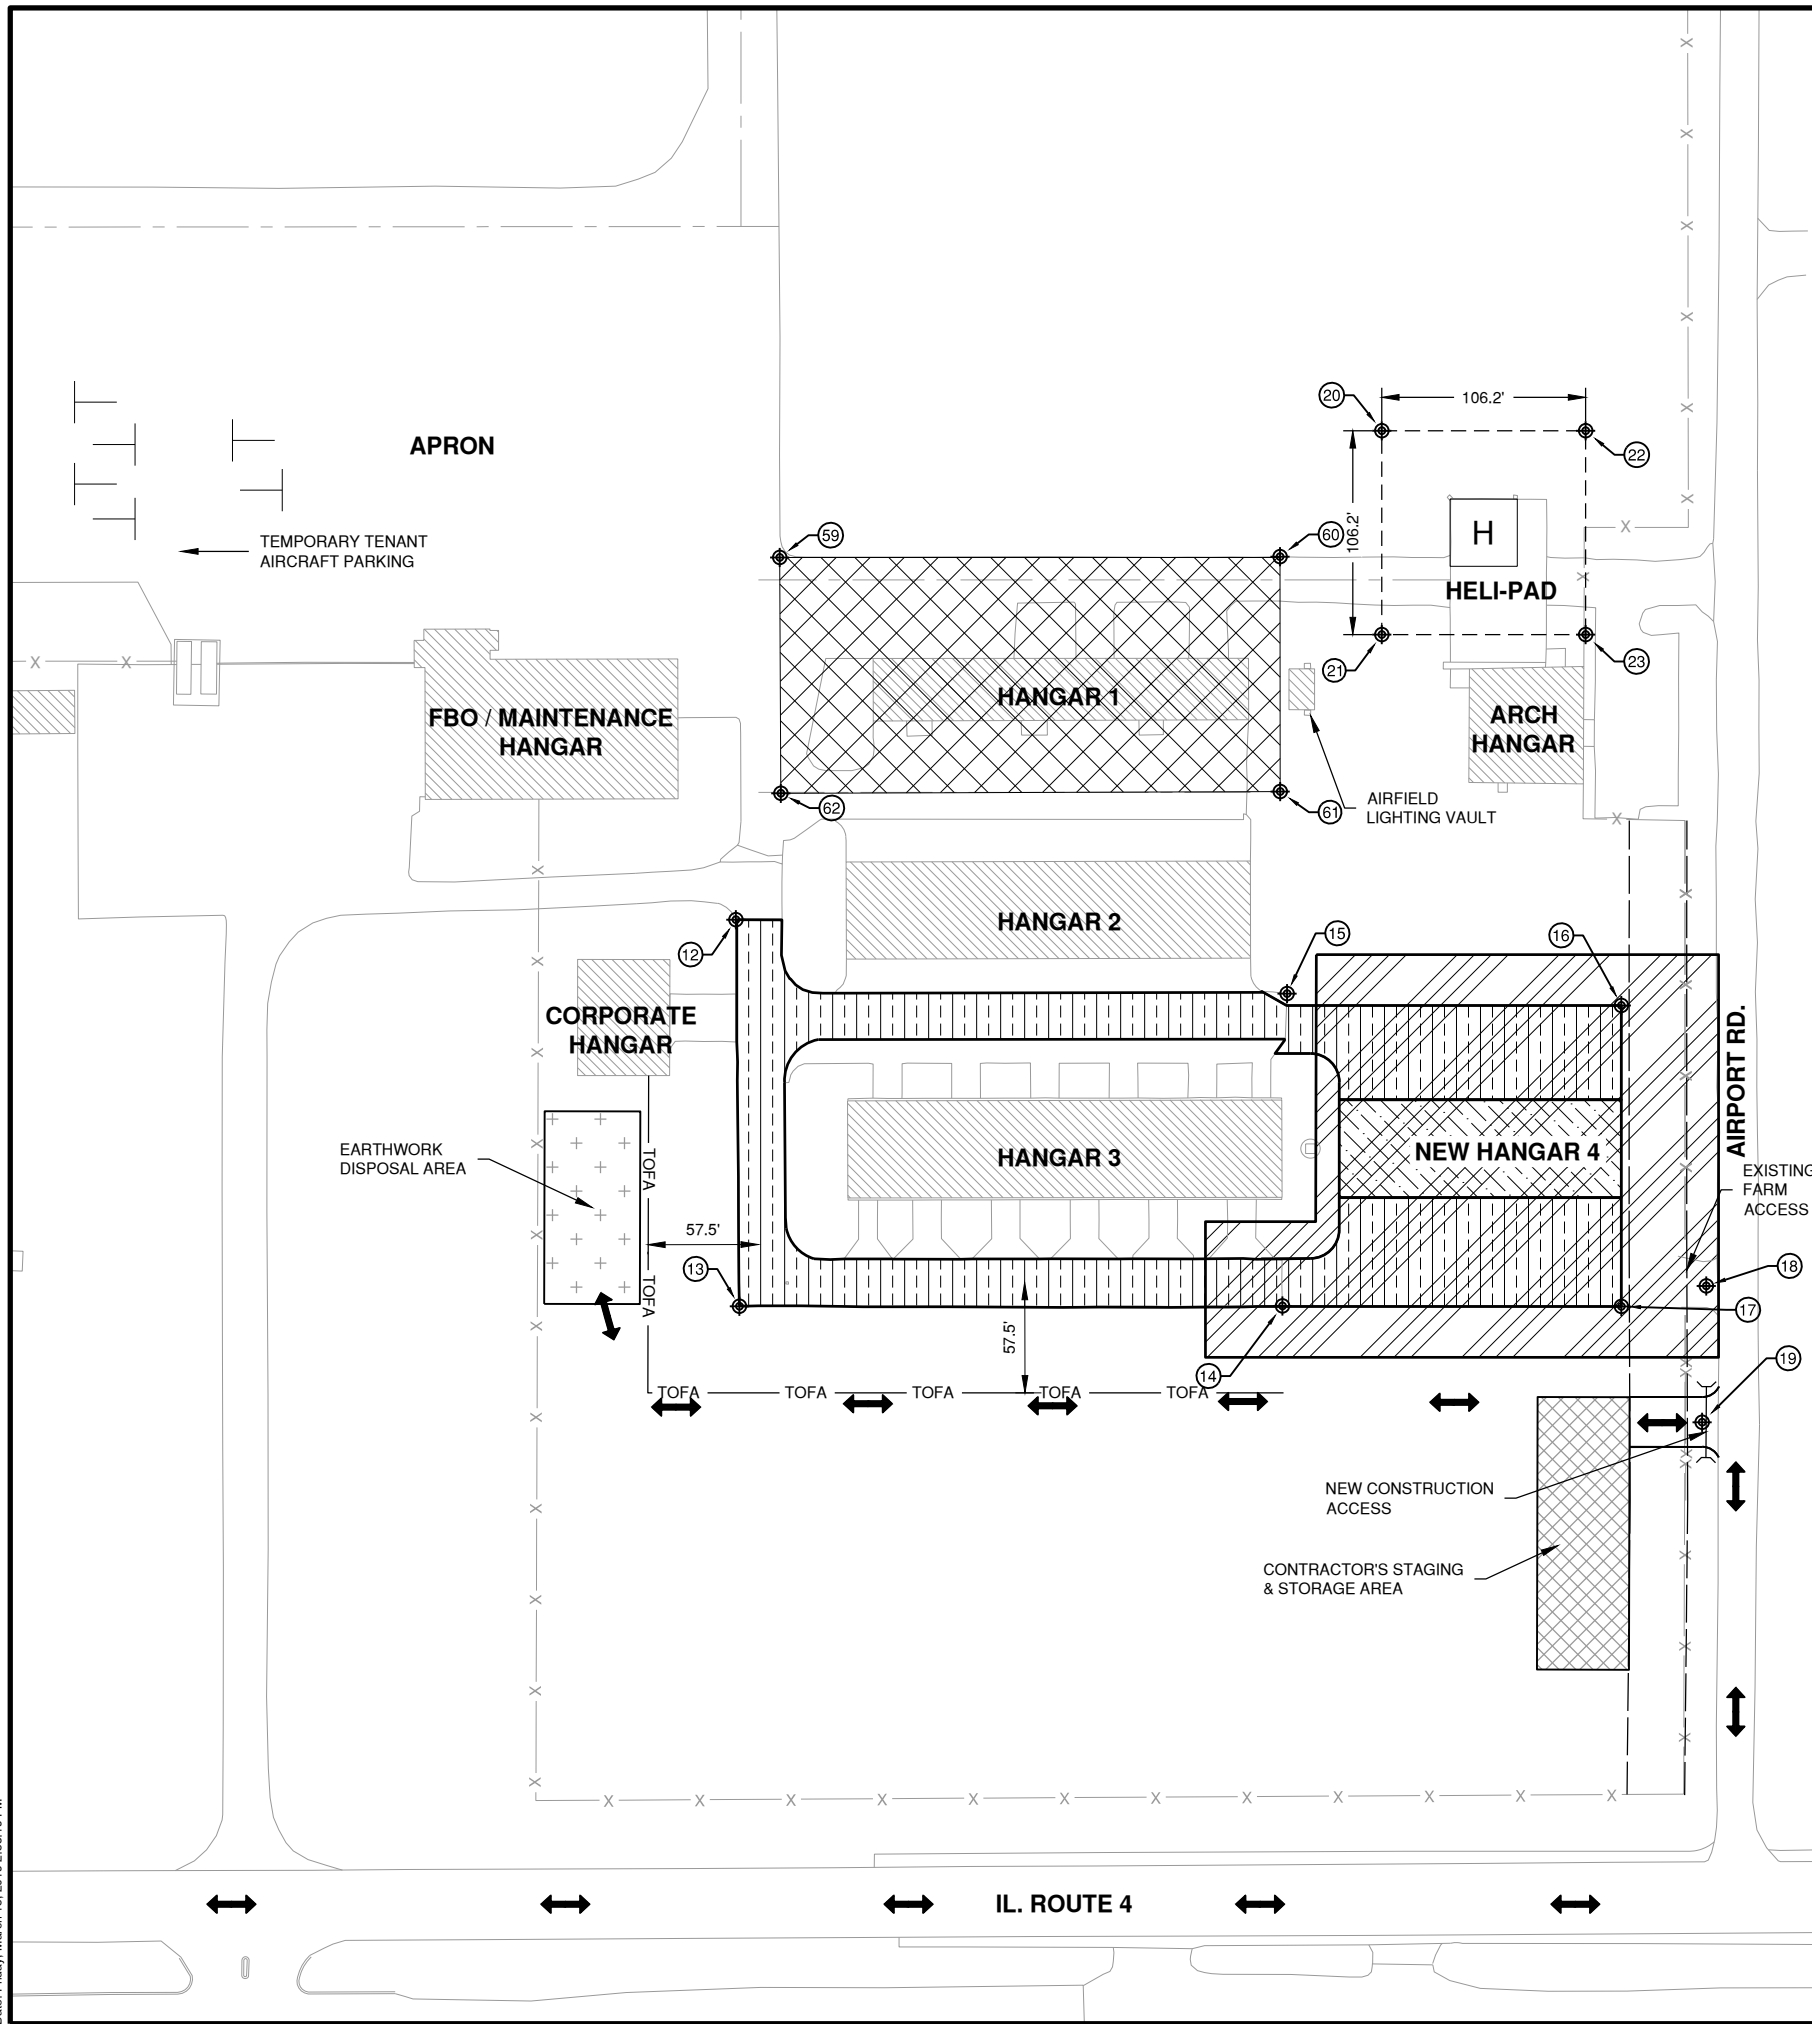 20
106.2'
22
APRON
59
60
106.2'
H
TEMPORARY TENANT
AIRCRAFT PARKING
HELI-PAD
X X X X X X X X X
21
23
HANGAR 1
FBO / MAINTENANCE
HANGAR
ARCH
HANGAR
62
61
AIRFIELD
LIGHTING VAULT
HANGAR 2
12
15
16
CORPORATE
HANGAR
AIRPORT RD.
EARTHWORK
DISPOSAL AREA
TOFA
HANGAR 3
NEW HANGAR 4
EXISTING
FARM
ACCESS
57.5'
13
TOFA
18
17
57.5'
14
19
TOFA TOFA TOFA TOFA TOFA
NEW CONSTRUCTION
ACCESS
CONTRACTOR'S STAGING
& STORAGE AREA
X X X X X X X X X X X X
IL. ROUTE 4